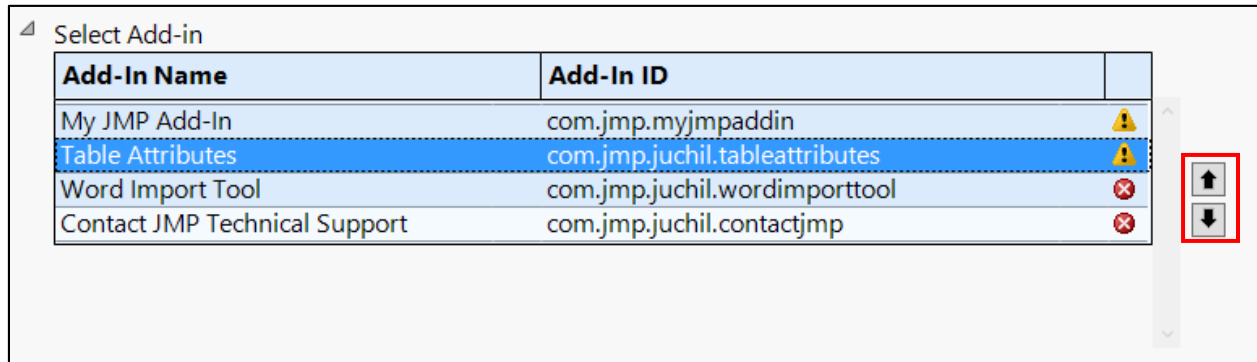 Select Add-in
Add-In Name Add-In ID
My JMP Add-In com.jmp.myjmpaddin
Table Attributes com.jmp.juchil.tableattributes
Word Import Tool com.jmp.juchil.wordimporttool
Contact JMP Technical Support com.jmp.juchil.contactjmp